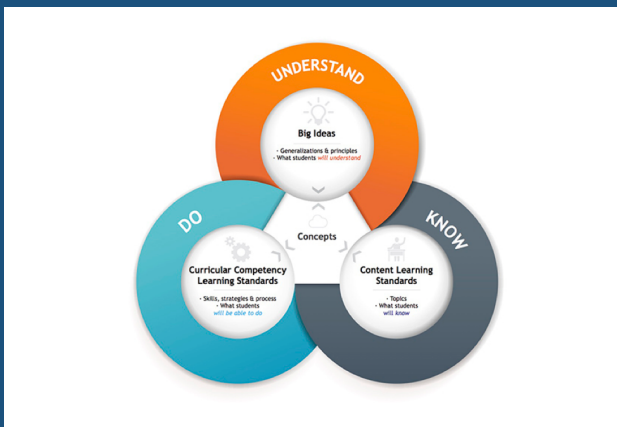 UNDERSTAND
Big Ideas
- Generalizations & principles
- What students will understand
DO
KNOW
Concepts
Curricular Competency
Learning Standards
- Skills, strategies & process
- What students
will be able to do
Content Learning
Standards
- Topics
- What students
will know